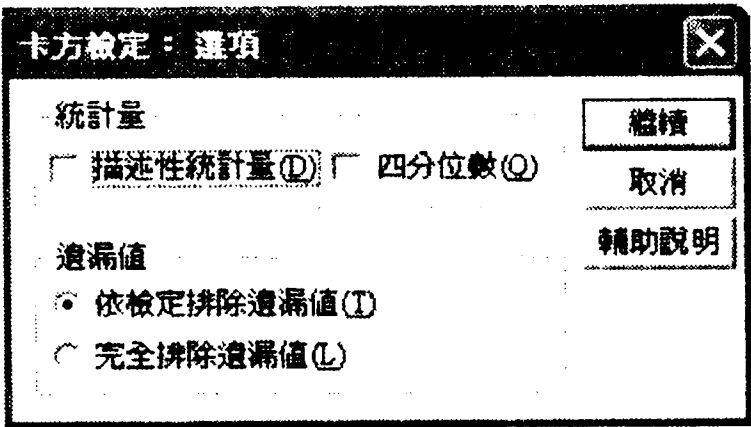 卡方檢定：選項
統計量
描述性統計量(D) 四分位數(Q)
遺漏值
依檢定排除遺漏值(T)
完全排除遺漏值(L)
繼續
取消
輔助說明